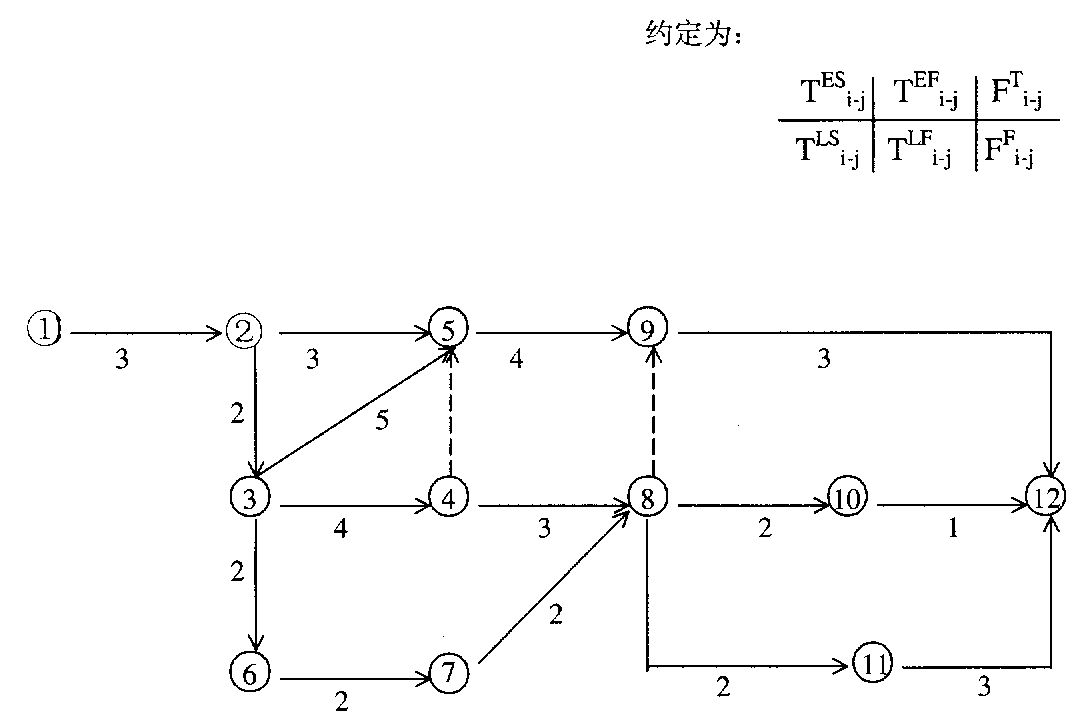 约定为:
T^ES_i-j T^EF_i-j F^T_i-j
T^LS_i-j T^LF_i-j F^F_i-j
① ② ⑤ ⑨
3 3 4 3
2 5
③ ④ ⑧ ⑩ ⑫
4 3 2 1
2 2
⑥ ⑦ ⑪
2 2 3